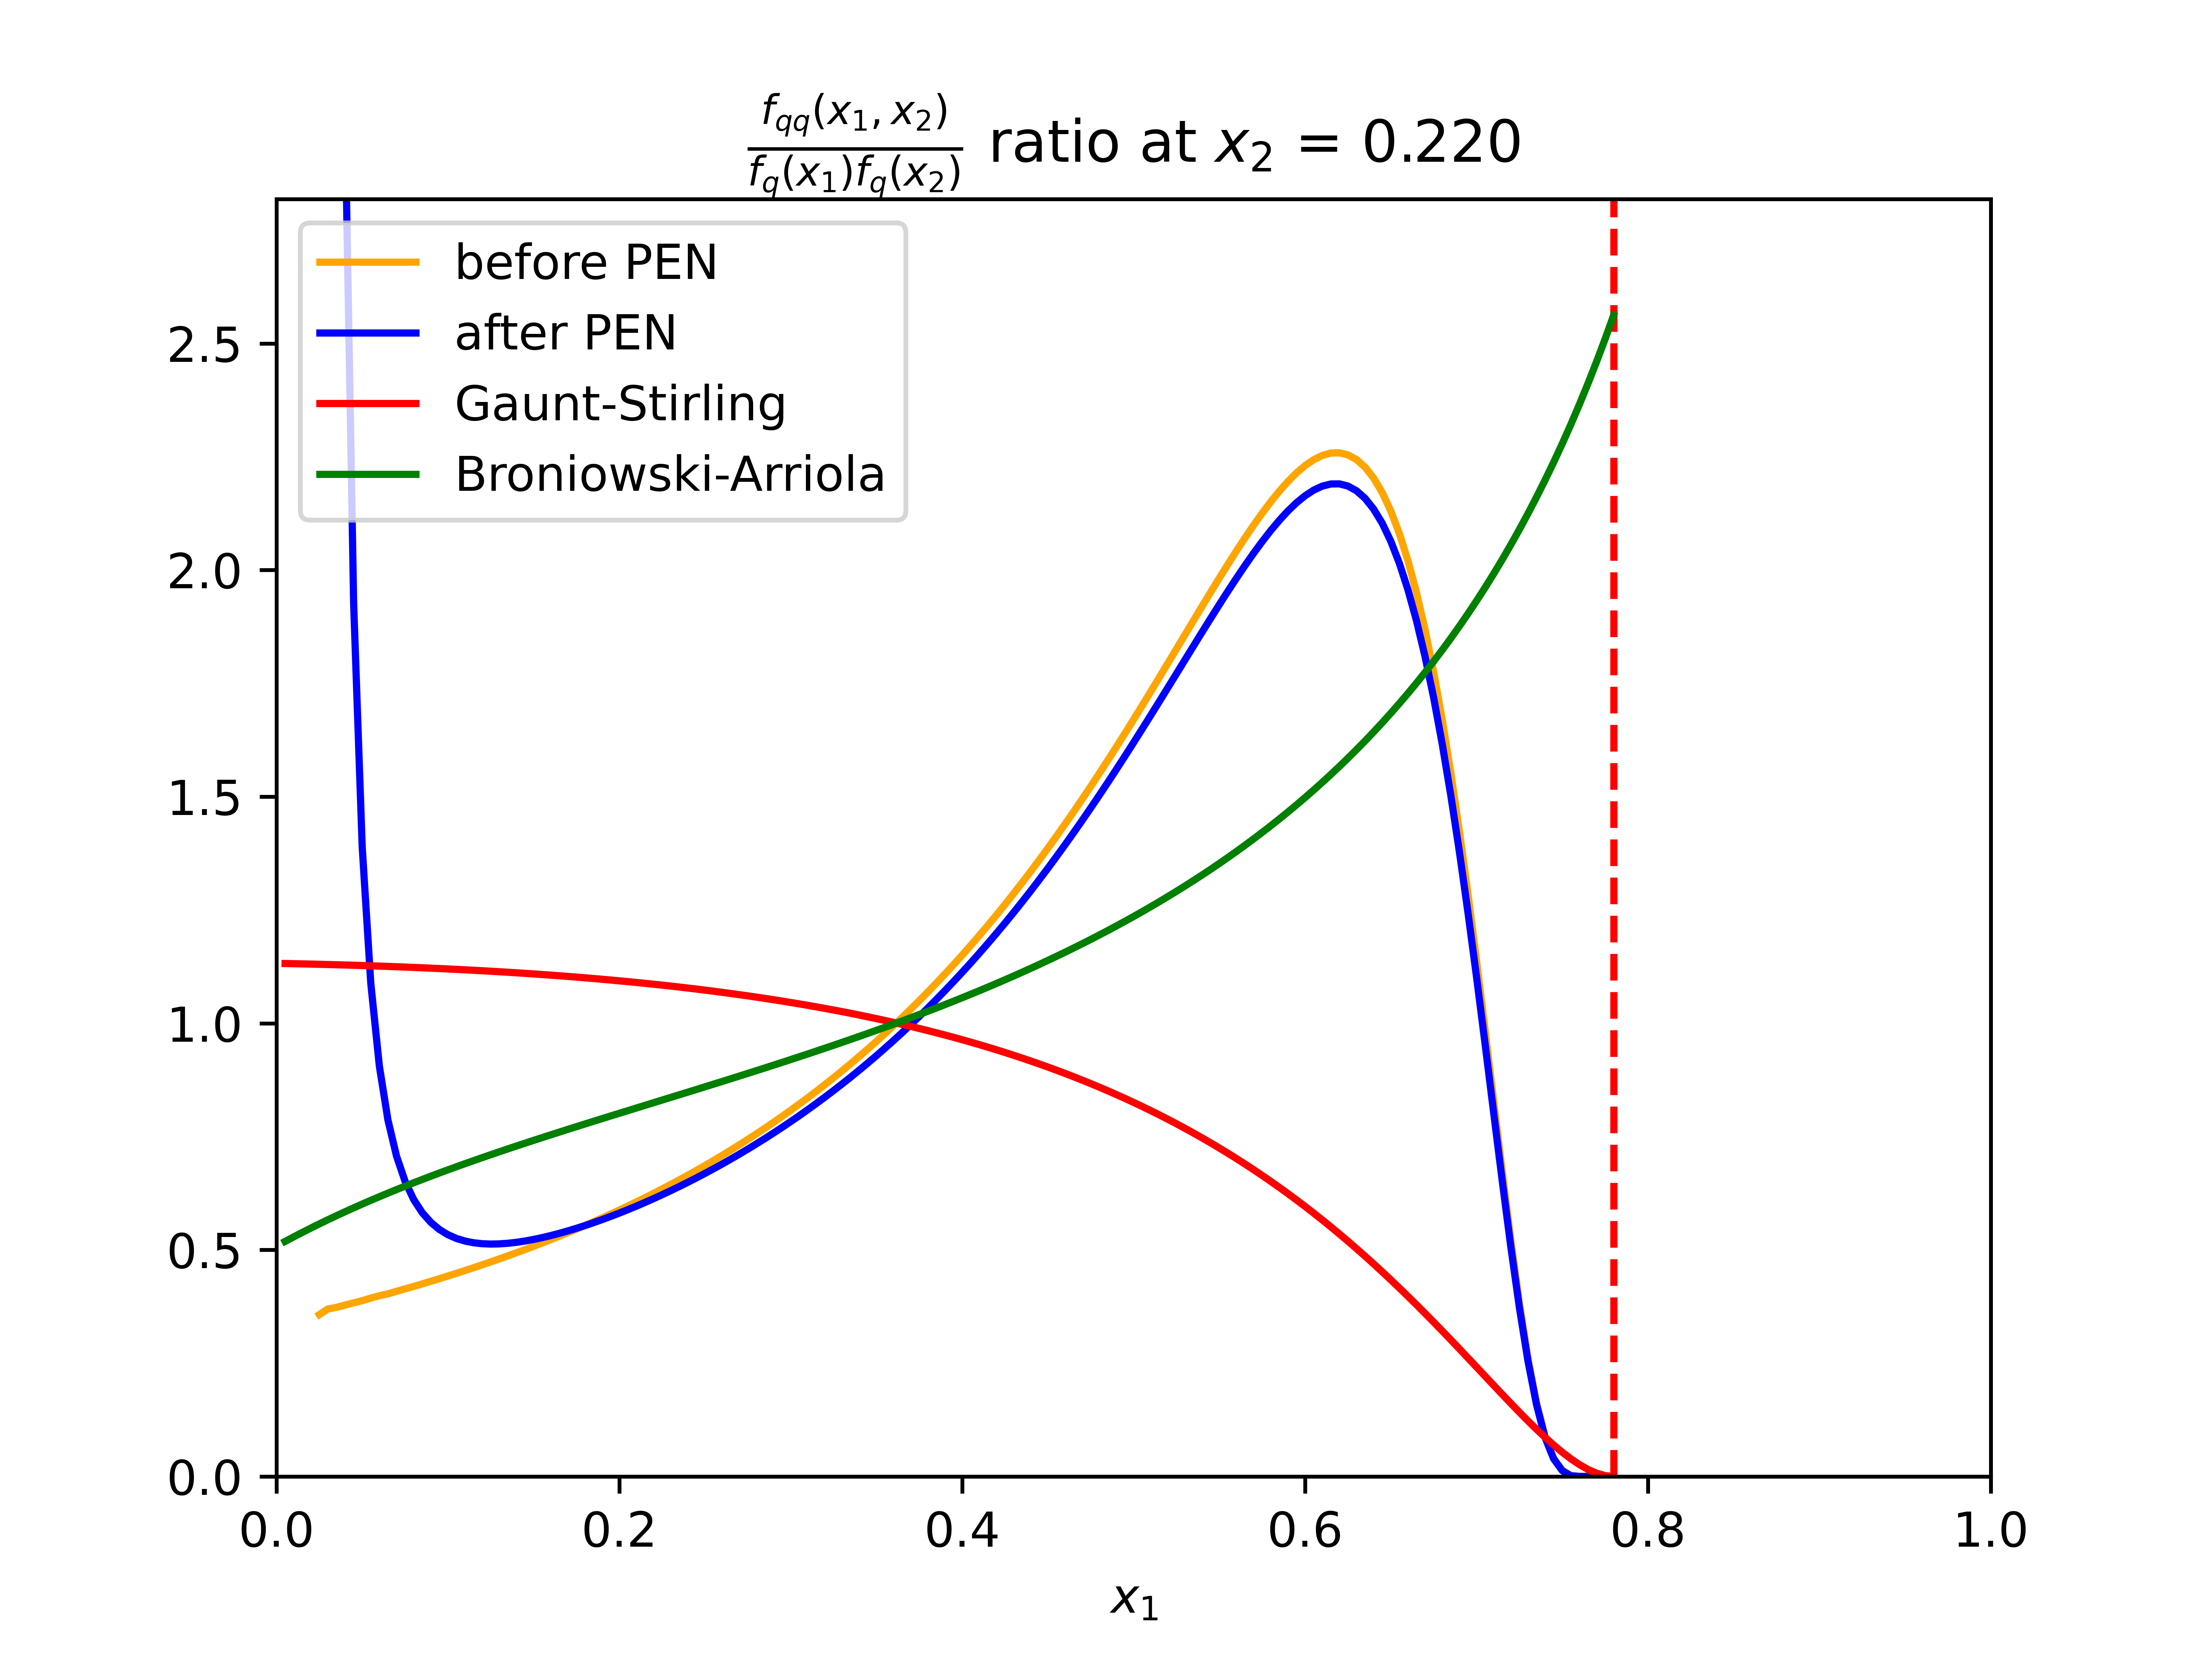 f_qq(x_1, x_2)
f_q(x_1)f_q(x_2) ratio at x_2 = 0.220
before PEN
after PEN
Gaunt-Stirling
Broniowski-Arriola
2.5
2.0
1.5
1.0
0.5
0.0
0.0 0.2 0.4 0.6 0.8 1.0
x_1